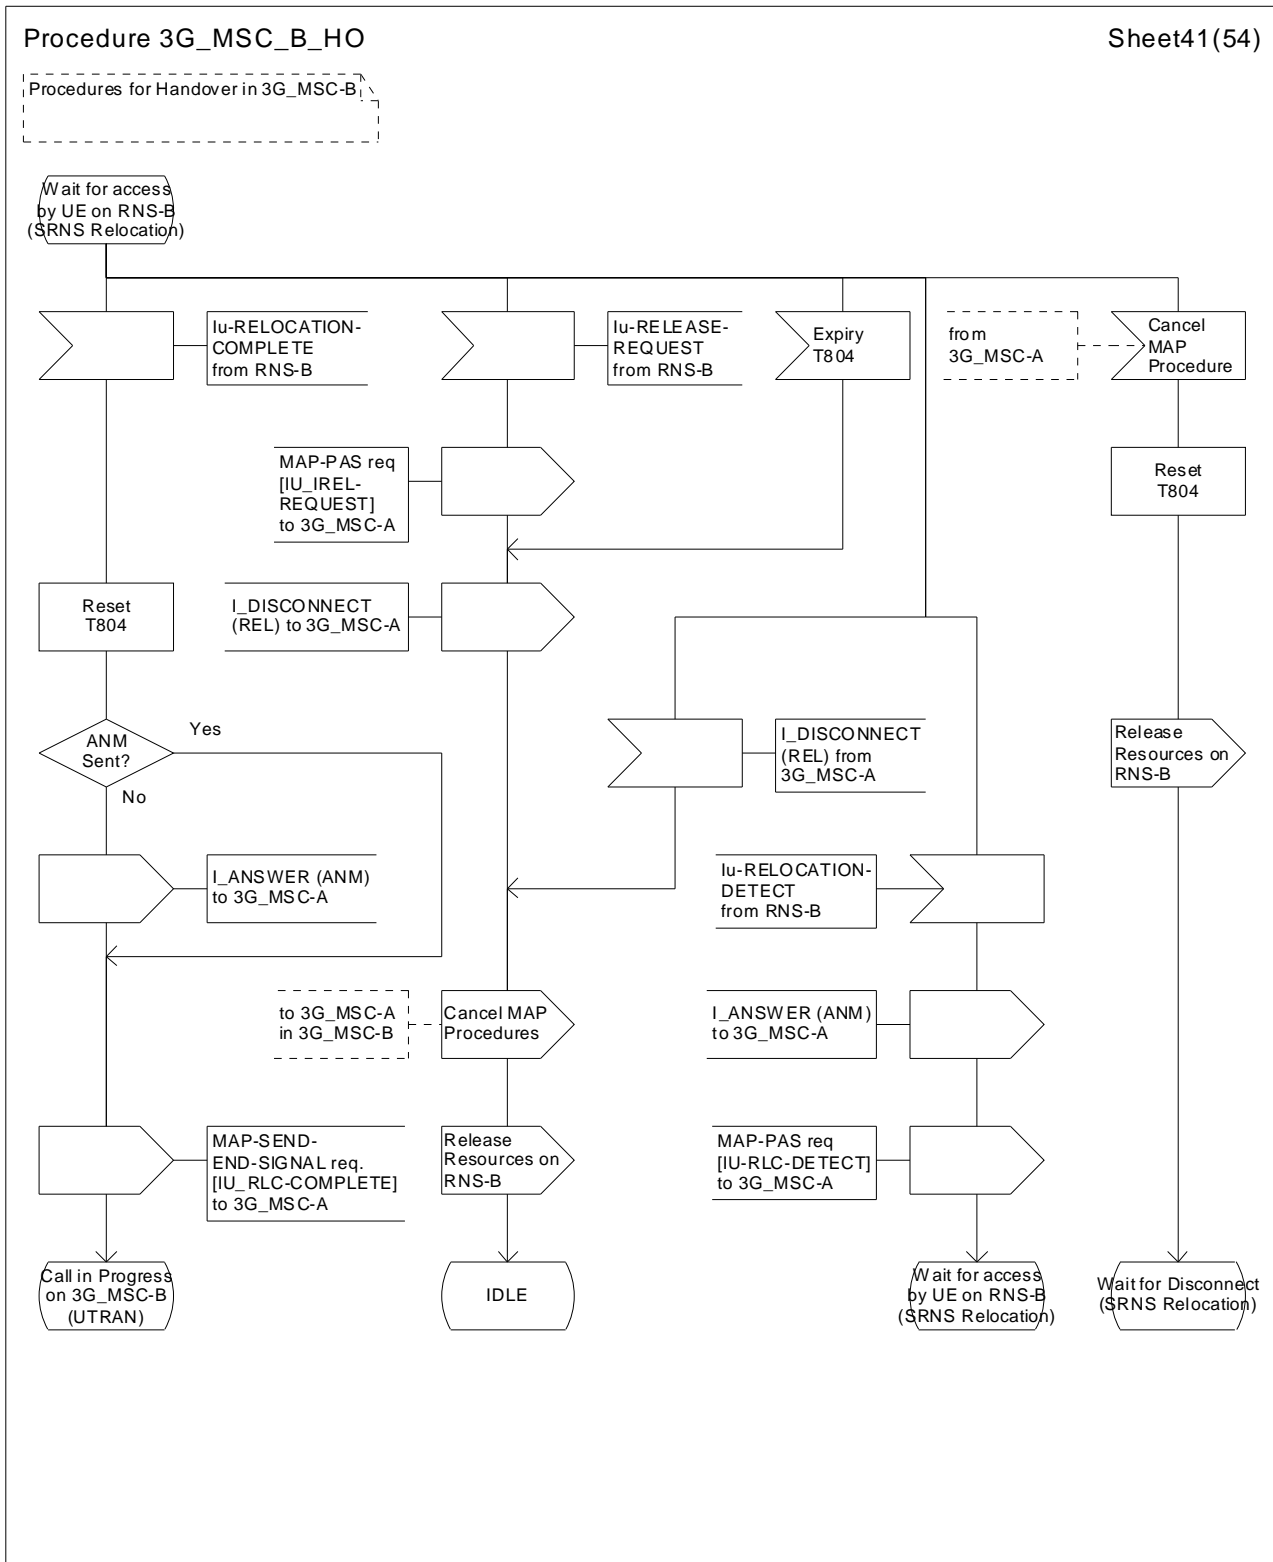 Procedure 3G_MSC_B_HO
Sheet41(54)
Procedures for Handover in 3G_MSC-B
Wait for access
by UE on RNS-B
(SRNS Relocation)
Iu-RELOCATION-
COMPLETE
from RNS-B
Iu-RELEASE-
REQUEST
from RNS-B
Expiry
T804
from
3G_MSC-A
Cancel
MAP
Procedure
MAP-PAS req
[IU_IREL-
REQUEST]
to 3G_MSC-A
Reset
T804
Reset
T804
I_DISCONNECT
(REL) to 3G_MSC-A
ANM
Sent?
Yes
No
I_DISCONNECT
(REL) from
3G_MSC-A
Release
Resources on
RNS-B
I_ANSWER (ANM)
to 3G_MSC-A
Iu-RELOCATION-
DETECT
from RNS-B
to 3G_MSC-A
in 3G_MSC-B
Cancel MAP
Procedures
I_ANSWER (ANM)
to 3G_MSC-A
MAP-SEND-
END-SIGNAL req.
[IU_RLC-COMPLETE]
to 3G_MSC-A
Release
Resources on
RNS-B
MAP-PAS req
[IU-RLC-DETECT]
to 3G_MSC-A
Call in Progress
on 3G_MSC-B
(UTRAN)
IDLE
Wait for access
by UE on RNS-B
(SRNS Relocation)
Wait for Disconnect
(SRNS Relocation)